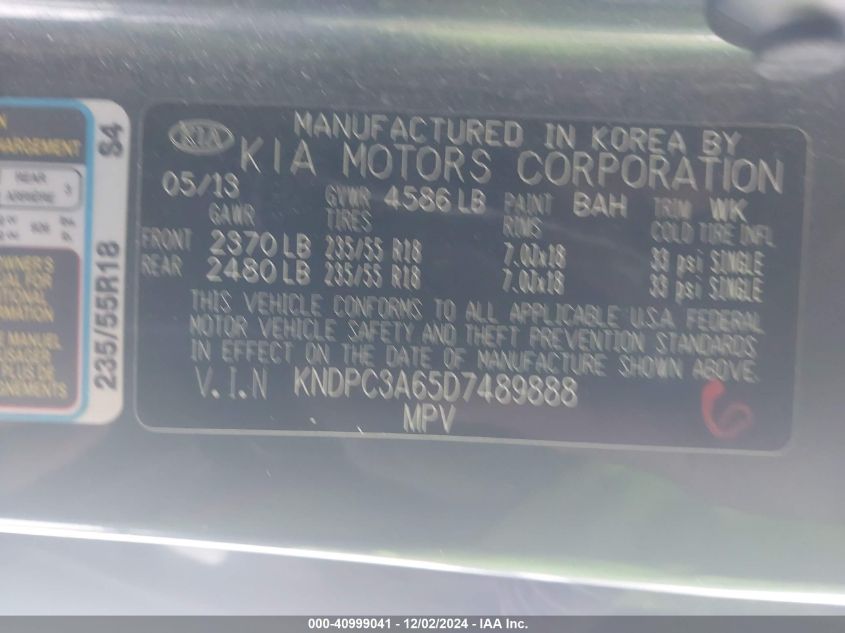 KIA
MANUFACTURED IN KOREA BY
KIA MOTORS CORPORATION
05/13 GVWR 4586 LB PAINT BAH TRIM WK
GAWR TIRES RIMS COLD TIRE INFL
FRONT 2370 LB 235/55 R18 7.00x18 33 psi SINGLE
REAR 2480 LB 235/55 R18 7.00x18 33 psi SINGLE
THIS VEHICLE CONFORMS TO ALL APPLICABLE U.S.A. FEDERAL
MOTOR VEHICLE SAFETY AND THEFT PREVENTION STANDARDS
IN EFFECT ON THE DATE OF MANUFACTURE SHOWN ABOVE.
V.I.N KNDPC3A65D7489888
MPV
REAR
235/55R18 S4
MANUEL
000-40999041 - 12/02/2024 - IAA Inc.